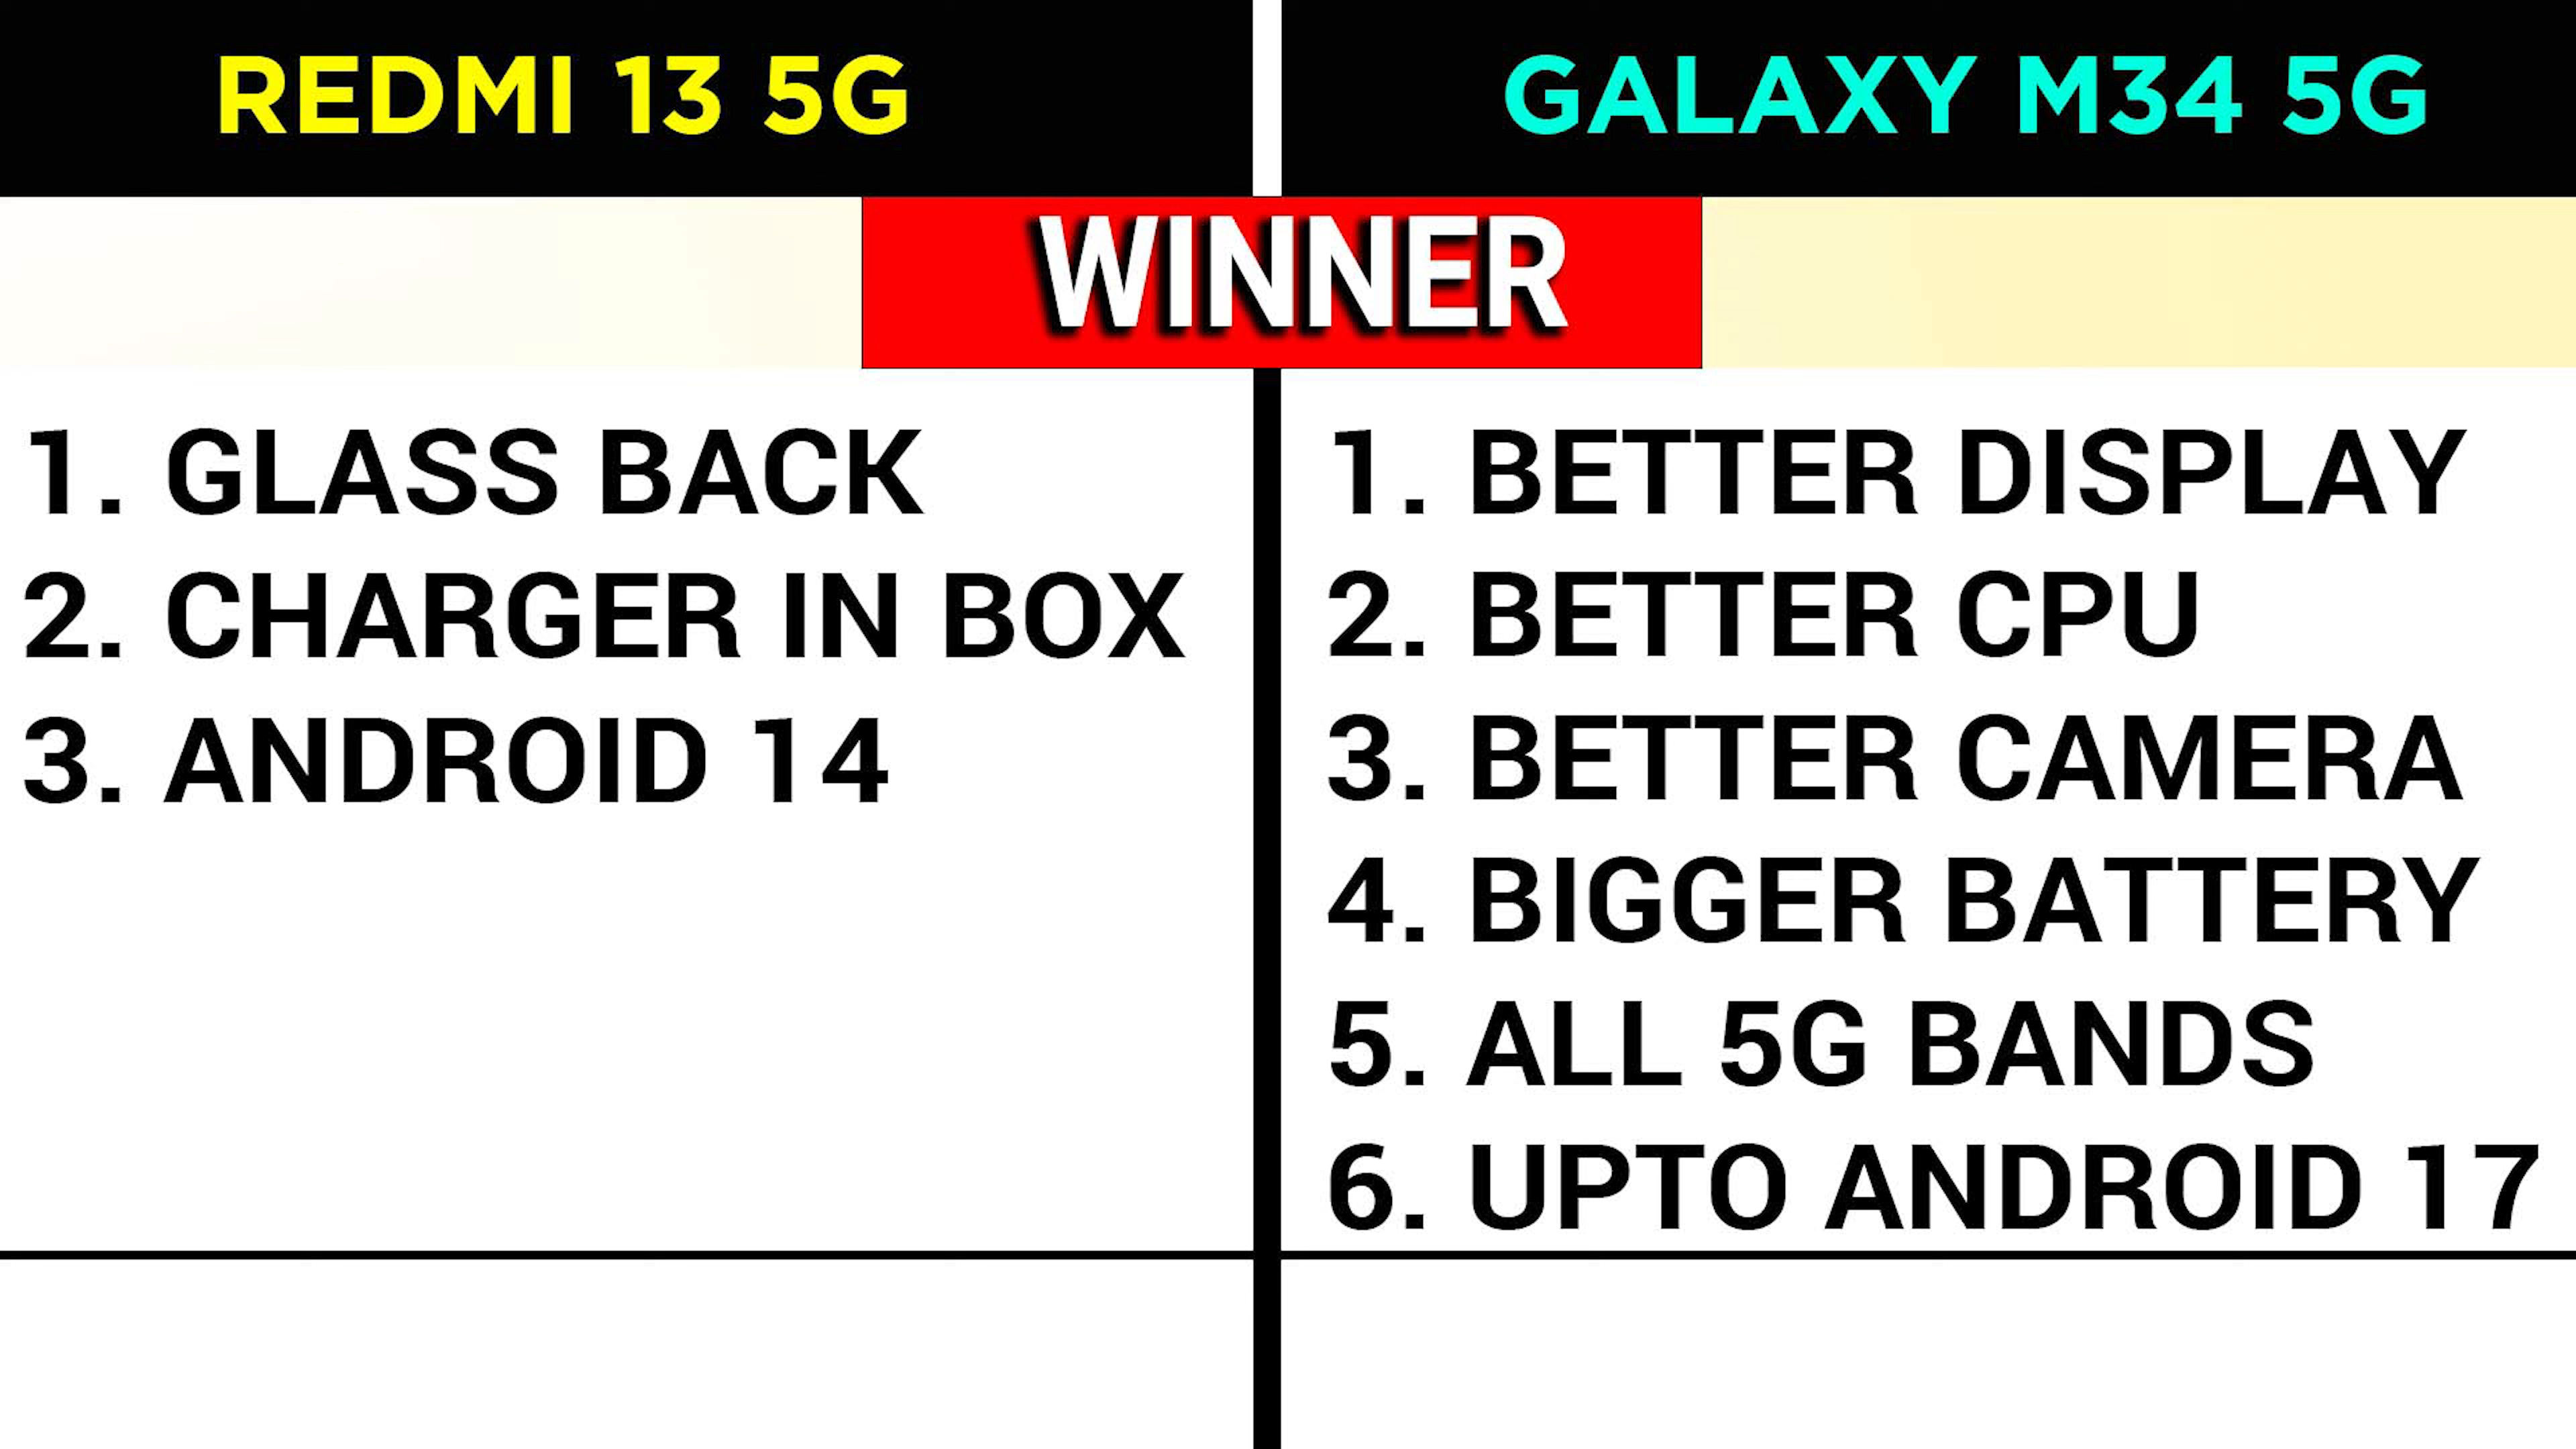 REDMI 13 5G
GALAXY M34 5G
WINNER
1. GLASS BACK
2. CHARGER IN BOX
3. ANDROID 14
1. BETTER DISPLAY
2. BETTER CPU
3. BETTER CAMERA
4. BIGGER BATTERY
5. ALL 5G BANDS
6. UPTO ANDROID 17